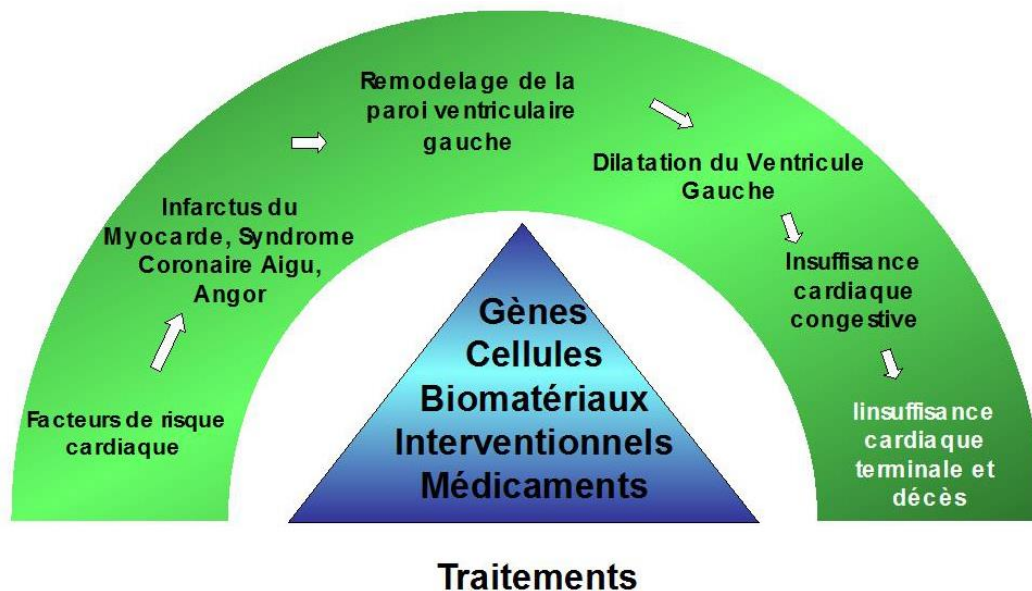 Facteurs de risque
cardiaque
Infarctus du
Myocarde, Syndrome
Coronaire Aigu,
Angor
Remodelage de la
paroi ventriculaire
gauche
Dilatation du Ventricule
Gauche
Insuffisance
cardiaque
congestive
Iinsuffisance
cardiaque
terminale et
décès
Gènes
Cellules
Biomatériaux
Interventionnels
Médicaments
Traitements